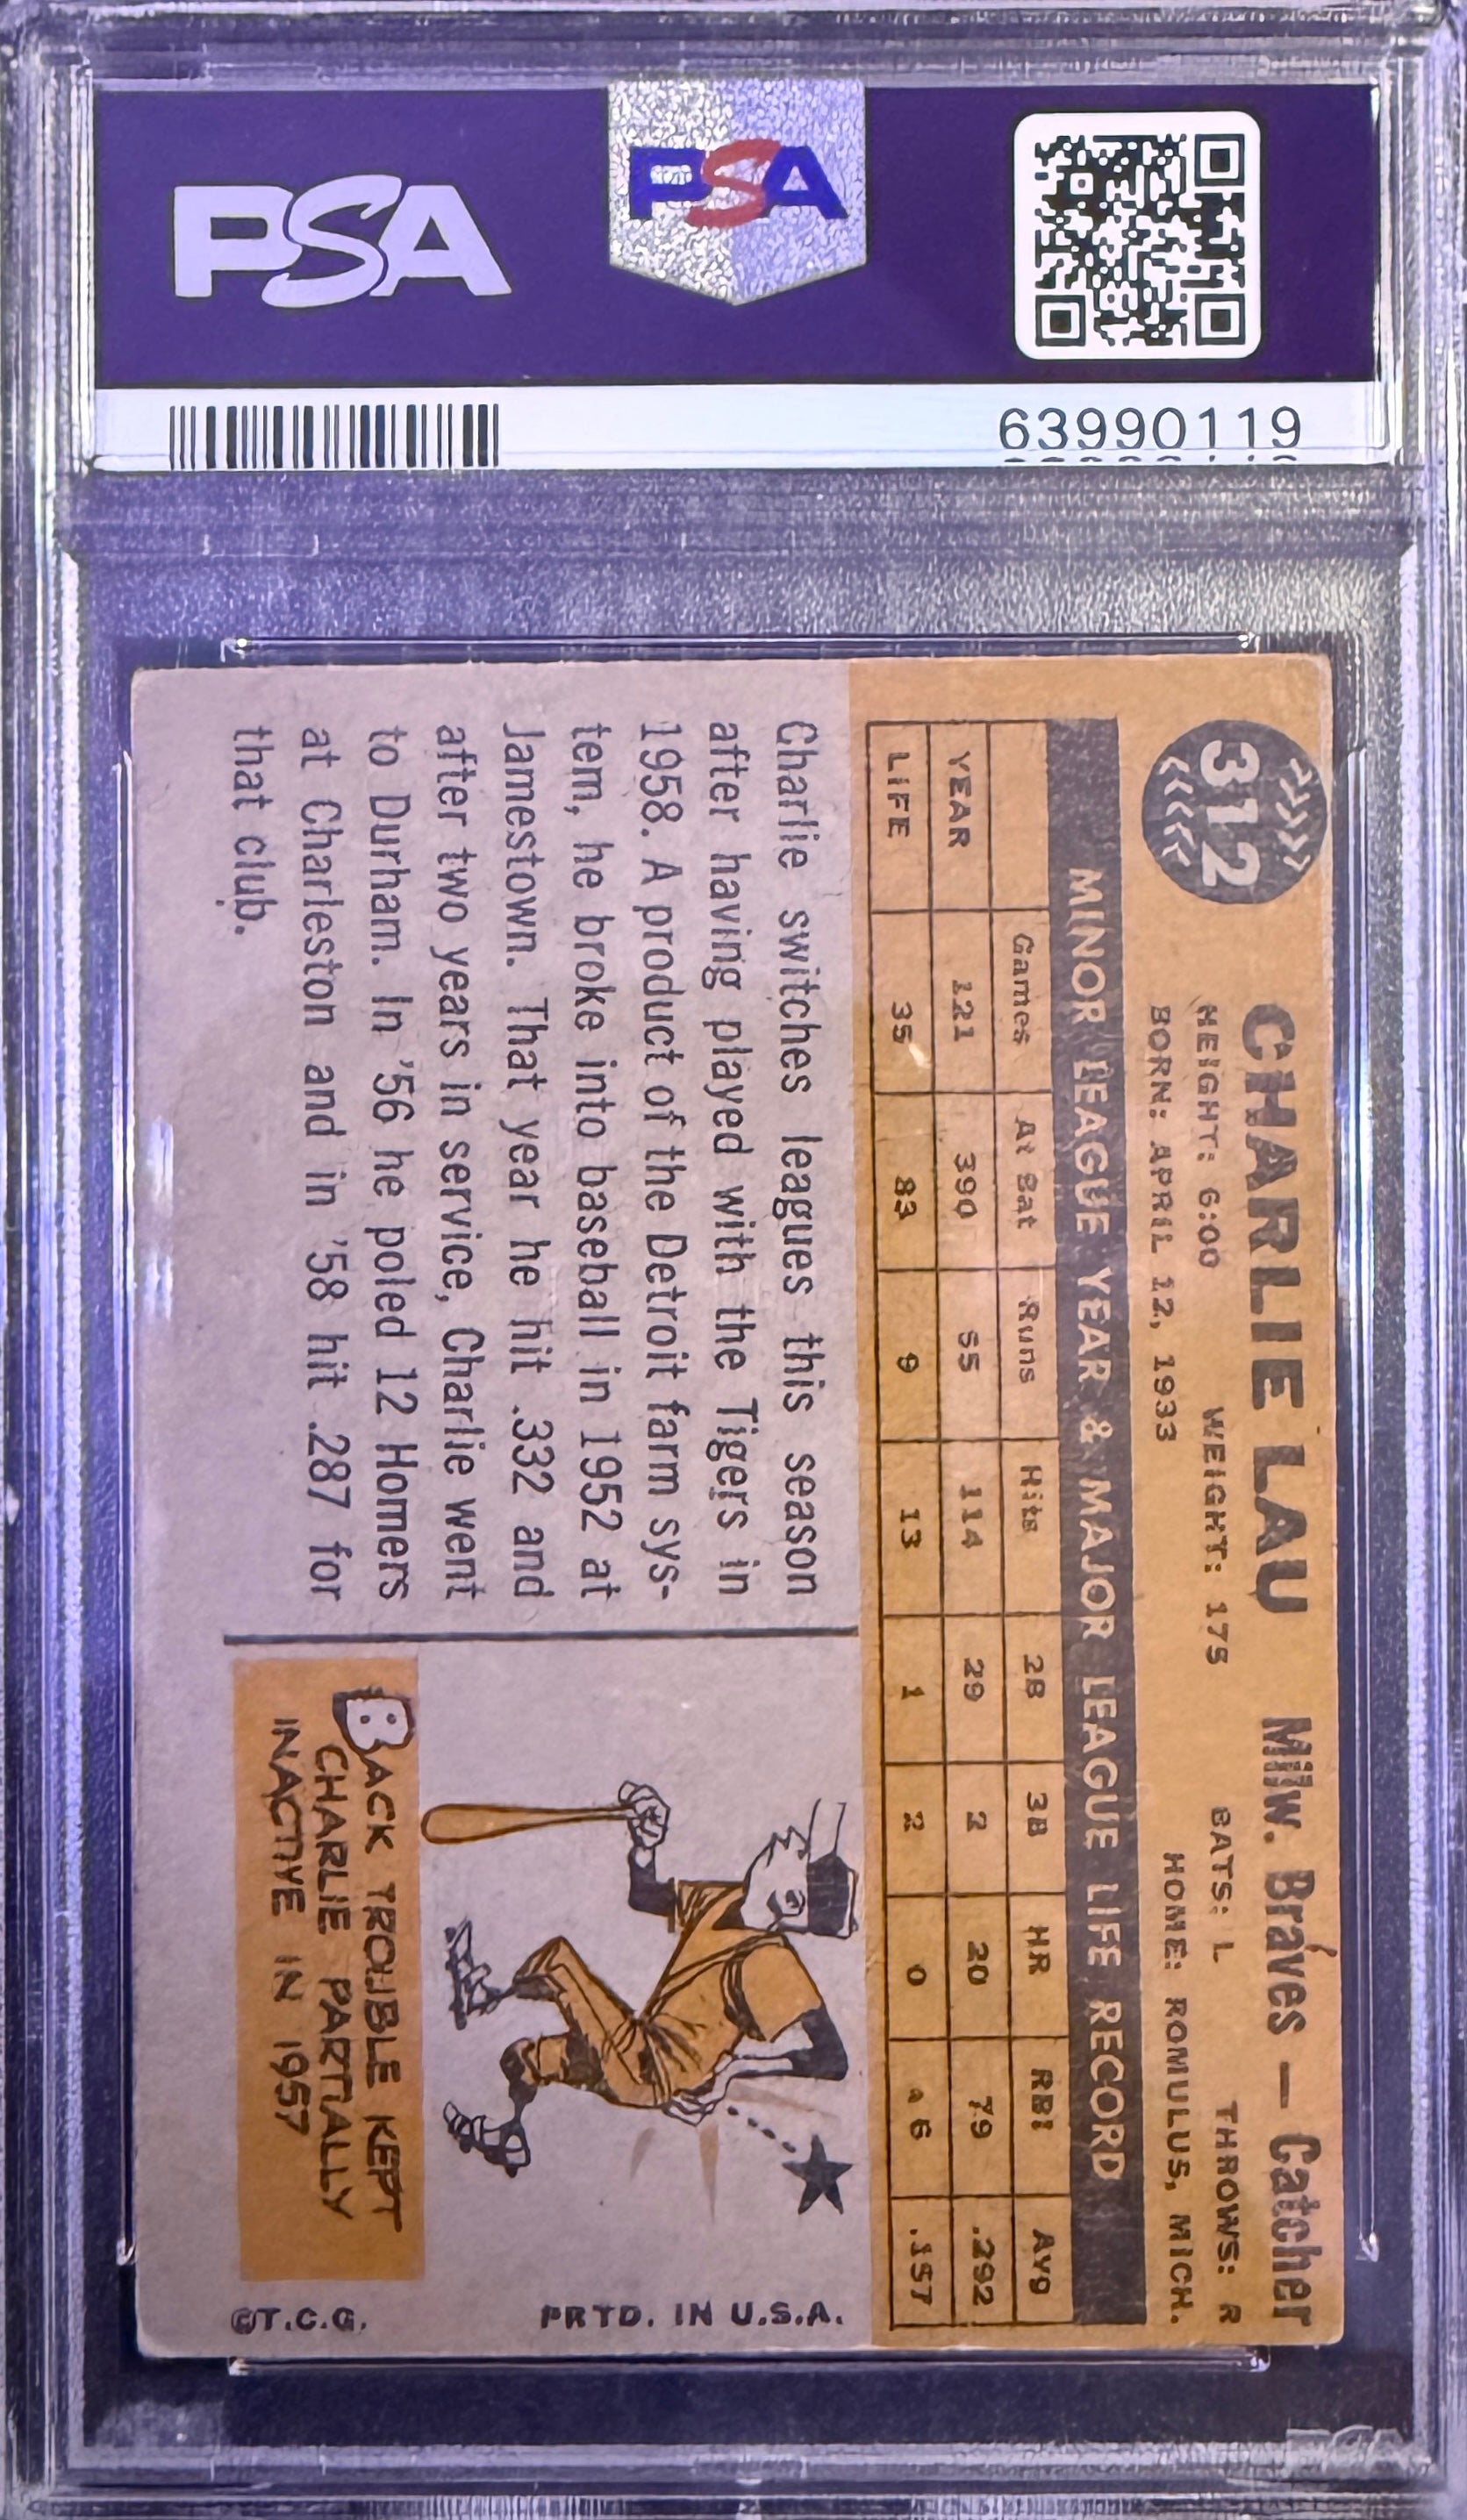 PSA
PSA
63990119
312
CHARLIE LAU Milw. Braves — Catcher
HEIGHT: 6:00 WEIGHT: 175 BATS: L THROWS: R
BORN: APRIL 12, 1933 HOME: ROMULUS, MICH.
MINOR LEAGUE YEAR & MAJOR LEAGUE LIFE RECORD
Games At Bat Runs Hits 2B 3B HR RBI Avg
YEAR 121 390 55 114 29 2 20 79 .292
LIFE 35 83 9 13 1 2 0 6 .157
Charlie switches leagues this season
after having played with the Tigers in
1958. A product of the Detroit farm sys-
tem, he broke into baseball in 1952 at
Jamestown. That year he hit .332 and
after two years in service, Charlie went
to Durham. In '56 he poled 12 Homers
at Charleston and in '58 hit .287 for
that club.
BACK TROUBLE KEPT
CHARLIE PARTIALLY
INACTIVE IN 1957
©T.C.G. PRTD. IN U.S.A.